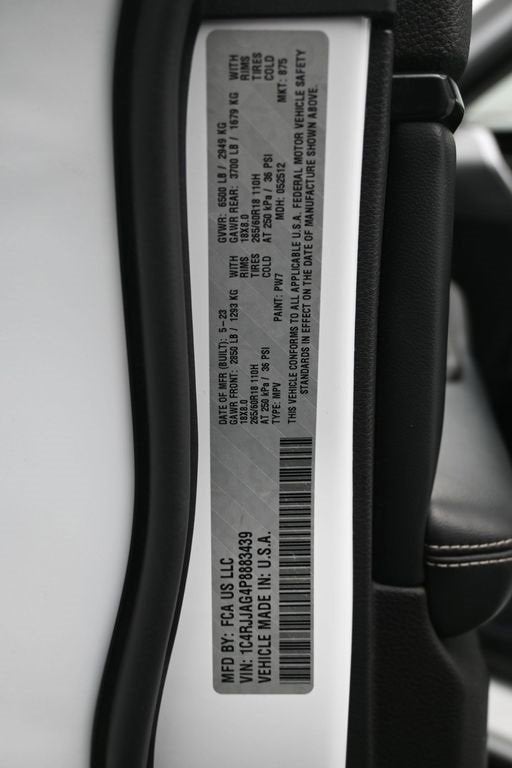 MFD BY: FCA US LLC
VIN: 1C4RJJAG4P8883439
VEHICLE MADE IN: U.S.A.
DATE OF MFR (BUILT): 5-23
GAWR FRONT: 2850 LB / 1293 KG WITH
18X8.0 RIMS
265/60R18 110H TIRES
AT 250 kPa / 36 PSI COLD
TYPE: MPV PAINT: PW7
GVWR: 6500 LB / 2949 KG
GAWR REAR: 3700 LB / 1679 KG WITH
18X8.0 RIMS
265/60R18 110H TIRES
AT 250 kPa / 36 PSI COLD
MDH: 052512 MKT: 875
THIS VEHICLE CONFORMS TO ALL APPLICABLE U.S.A. FEDERAL MOTOR VEHICLE SAFETY
STANDARDS IN EFFECT ON THE DATE OF MANUFACTURE SHOWN ABOVE.